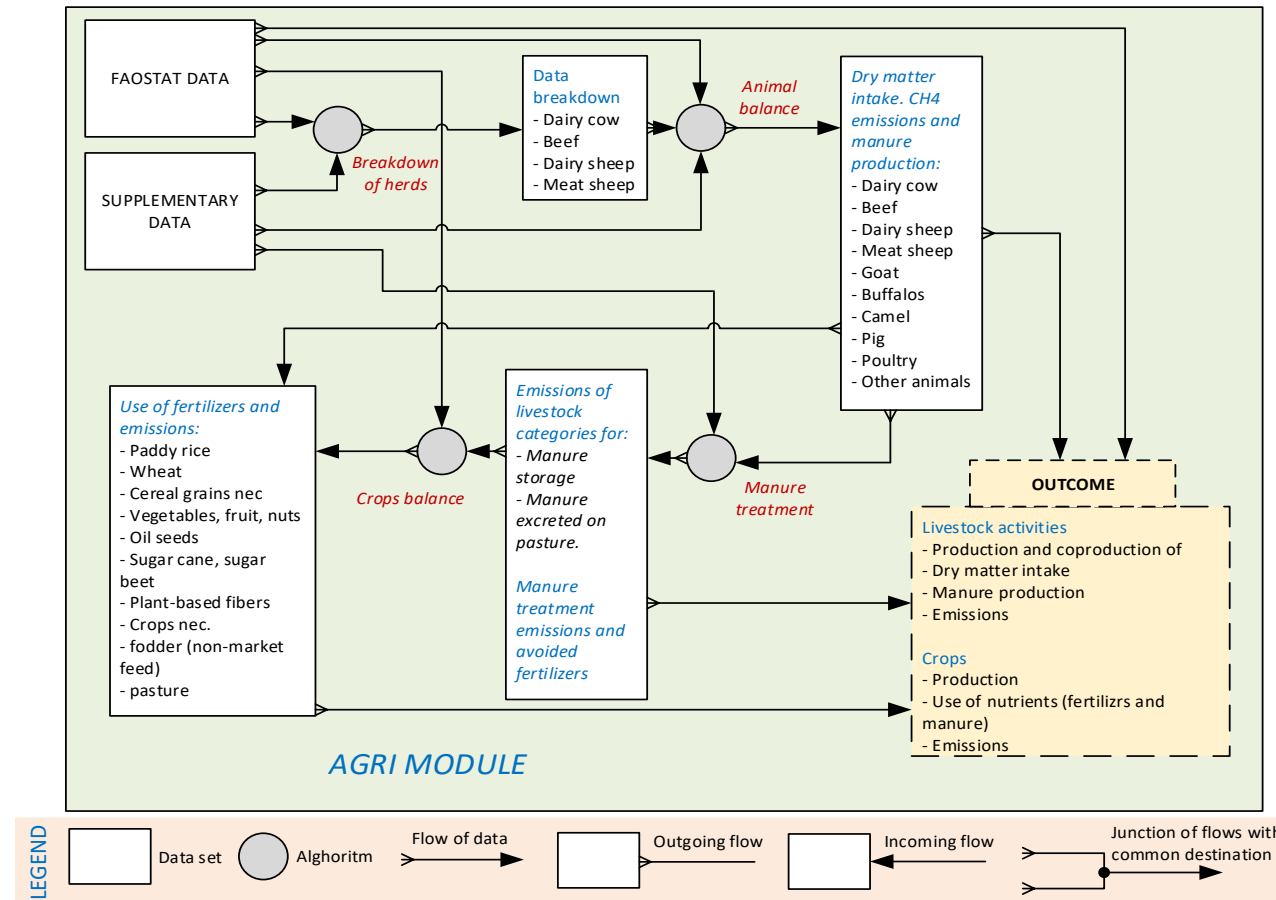 FAOSTAT DATA
SUPPLEMENTARY
DATA
Breakdown
of herds
Data
breakdown
- Dairy cow
- Beef
- Dairy sheep
- Meat sheep
Animal
balance
Dry matter
intake. CH4
emissions and
manure
production:
- Dairy cow
- Beef
- Dairy sheep
- Meat sheep
- Goat
- Buffalos
- Camel
- Pig
- Poultry
- Other animals
Use of fertilizers and
emissions:
- Paddy rice
- Wheat
- Cereal grains nec
- Vegetables, fruit, nuts
- Oil seeds
- Sugar cane, sugar
beet
- Plant-based fibers
- Crops nec.
- fodder (non-market
feed)
- pasture
Crops balance
Emissions of
livestock
categories for:
- Manure
storage
- Manure
excreted on
pasture.
Manure
treatment
emissions and
avoided
fertilizers
Manure
treatment
OUTCOME
Livestock activities
- Production and coproduction of
- Dry matter intake
- Manure production
- Emissions
Crops
- Production
- Use of nutrients (fertilizrs and
manure)
- Emissions
AGRI MODULE
LEGEND
Data set
Alghoritm
Flow of data
Outgoing flow
Incoming flow
Junction of flows with
common destination